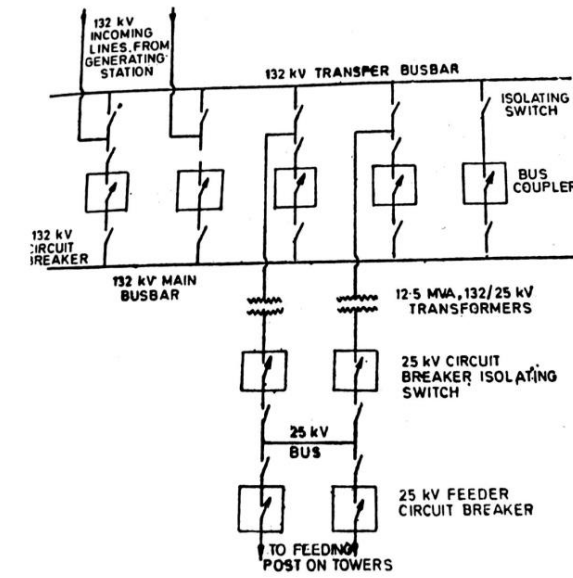 132 kV
INCOMING
LINES, FROM
GENERATING
STATION
132 kV TRANSPER BUSBAR
ISOLATING
SWITCH
BUS
COUPLER
132 kV
CIRCUIT
BREAKER
132 kV MAIN
BUSBAR
12.5 MVA, 132/25 kV
TRANSFORMERS
25 kV CIRCUIT
BREAKER ISOLATING
SWITCH
25 kV
BUS
25 kV FEEDER
CIRCUIT BREAKER
TO FEEDING
POST ON TOWERS